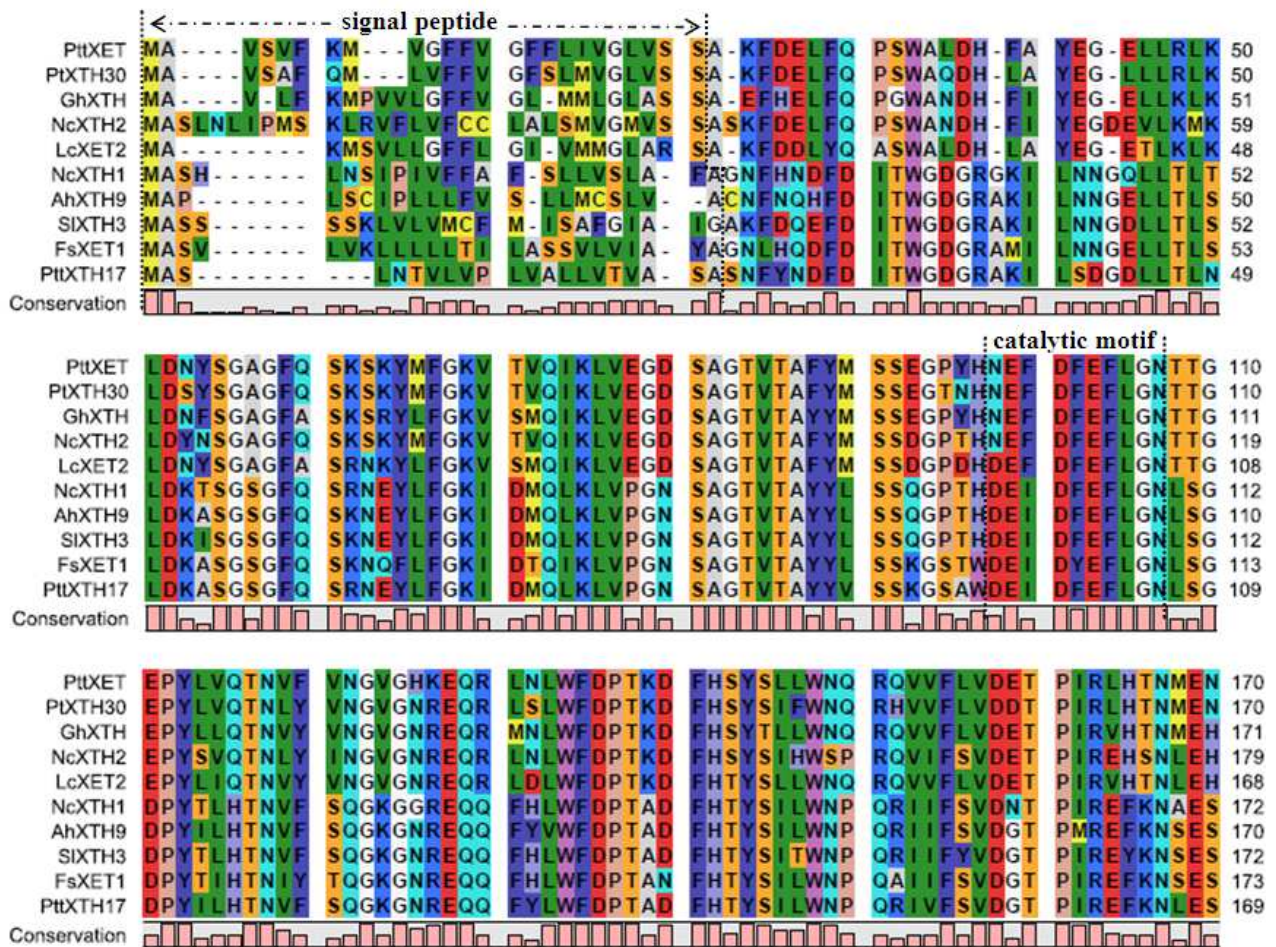 signal peptide
PttXET MA----VSVF KM---VGFFV GFFLIVGLVS SA-KFDELFQ PSWALDH-FA YEG-ELLRLK 50
PtXTH30 MA----VSAF QM---LVFFV GFSLMVGLVS SA-KFDELFQ PSWAQDH-LA YEG-LLLRLK 50
GhXTH MA----V-LF KMPVVLGFFV GL-MMLGLAS SA-EFHELFQ PGWANDH-FI YEG-ELLKLK 51
NcXTH2 MASLNLIPMS KLRVFLVFCC LALSMVGMVS SASKFDELFQ PSWANDH-FI YEGDEVLKMK 59
LcXET2 MA-------- KMSVLLGFFL GI-VMMGLARS SA-KFDDLYQ ASWALDH-LA YEG-ETLKLK 48
NcXTH1 MASH------ LNSIPIVFFA F-SLLVSLA- FAGNFHNDFD ITWGDGRGKI LNNGQLLTLT 52
AhXTH9 MAP------- LSCIPLLLFV S-LLMCSLV- -ACNFNQHFD ITWGDGRAKI LNNGELLTLS 50
SlXTH3 MASS------ SSKLVLVMCF M-ISAFGIA- IGAKFDQEFD ITWGDGRAKI LNNGDLLTLS 52
FsXET1 MASV------ LVKLLLLLTI LASSVLVIA- YAGNLHQDFD ITWGDGRAMI LNNGELLTLS 53
PttXTH17 MAS------- ---LNTVLVP LVALLVTVA- SASNFYNDFD ITWGDGRAKI LSDGDLLTLN 49
Conservation
catalytic motif
PttXET LDNYSGAGFQ SKSKYMFGKV TVQIKLVEGD SAGTVTAFYM SSEGPYHNEF DFEFLGNTTG 110
PtXTH30 LDSYSGAGFQ SKSKYMFGKV TVQIKLVEGD SAGTVTAFYM SSEGTNHNEF DFEFLGNTTG 110
GhXTH LDNFSGAGFA SKSRYLFGKV SMQIKLVEGD SAGTVTAYYM SSEGPYHNEF DFEFLGNTTG 111
NcXTH2 LDYNSGAGFQ SKSKYMFGKV TVQIKLVEGD SAGTVTAFYM SSDGPTHNEF DFEFLGNTTG 119
LcXET2 LDNYSGAGFA SRNKYLFGKV SMQIKLVEGD SAGTVTAFYM SSDGPDHDEF DFEFLGNTTG 108
NcXTH1 LDKTSGSGFQ SRNEYLFGKI DMQLKLVPGN SAGTVTAYYL SSQGPTHDEI DFEFLGNLSG 112
AhXTH9 LDKASGSGFQ SKNEYLFGKI DMQLKLVPGN SAGTVTAYYL SSQGPTHDEI DFEFLGNLSG 110
SlXTH3 LDKISGSGFQ SKNEYLFGKI DMQLKLVPGN SAGTVTAYYL SSQGPTHDEI DFEFLGNLSG 112
FsXET1 LDKASGSGFQ SKNQFLFGKI DTQIKLVPGN SAGTVTAYYL SSKGSTWDEI DYEFLGNLSG 113
PttXTH17 LDKASGSGFQ SRNEYLFGKI DMQLKLVPGN SAGTVTAYYV SSKGSAWDEI DFEFLGNLSG 109
Conservation
PttXET EPYLVQTNVF VNGVGHKEQR LNLWFDPTKD FHSYSLLWNQ RQVVFLVDET PIRLHTNMEN 170
PtXTH30 EPYLVQTNLY VNGVGNREQR LSLWFDPTKD FHSYSIFWNQ RHVVFLVDDT PIRLHTNMEN 170
GhXTH EPYLLQTNVY VNGVGNREQR MNLWFDPTKD FHSYTLLWNQ RQVVFLVDET PIRVHTNMEH 171
NcXTH2 EPYSVQTNLY VNGVGNREQR LNLWFDPTKD FHSYSIHWSP RQVVFSVDET PIREHSNLEH 179
LcXET2 EPYLIQTNVY VNGVGNREQR LDLWFDPTKD FHTYSLLWNQ RQVVFLVDET PIRVHTNLEH 168
NcXTH1 DPYTLHTNVF SQGKGGREQQ FHLWFDPTAD FHTYSILWNP QRIIFSVDNT PIREFKNAES 172
AhXTH9 DPYILHTNVF SQGKGNREQQ FYVWFDPTAD FHTYSILWNP QRIIFSVDGT PMREFKNSES 170
SlXTH3 DPYTLHTNVF SQGKGNREQQ FHLWFDPTAD FHTYSITWNP QRIIFYVDGT PIREYKNSES 172
FsXET1 DPYTIHTNIY TQGKGNREQQ FHLWFDPTAN FHTYSILWNP QAIIFSVDGT PIREFKNSES 173
PttXTH17 DPYILHTNVF SQGKGNREQQ FYLWFDPTAD FHTYSILWNP QRIVFSVDGT PIREFKNLES 169
Conservation